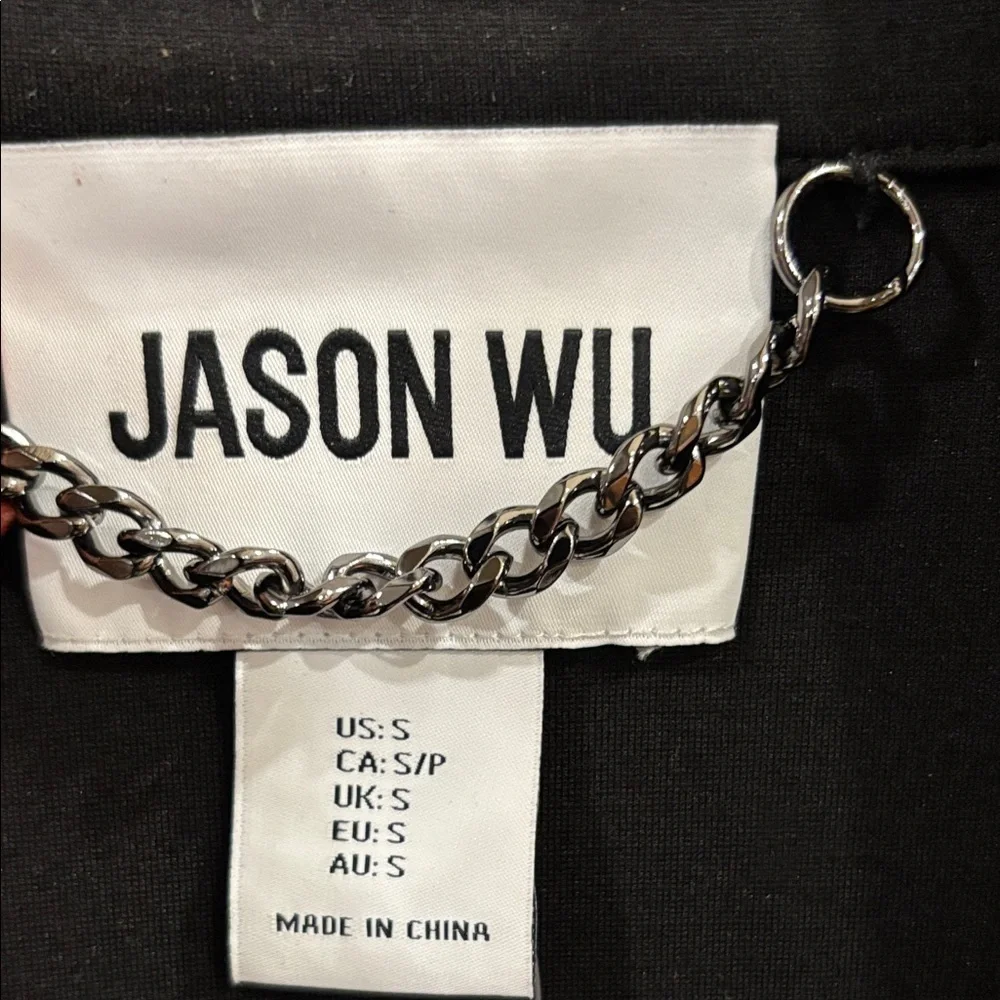 JASON WU
US: S
CA: S/P
UK: S
EU: S
AU: S
MADE IN CHINA